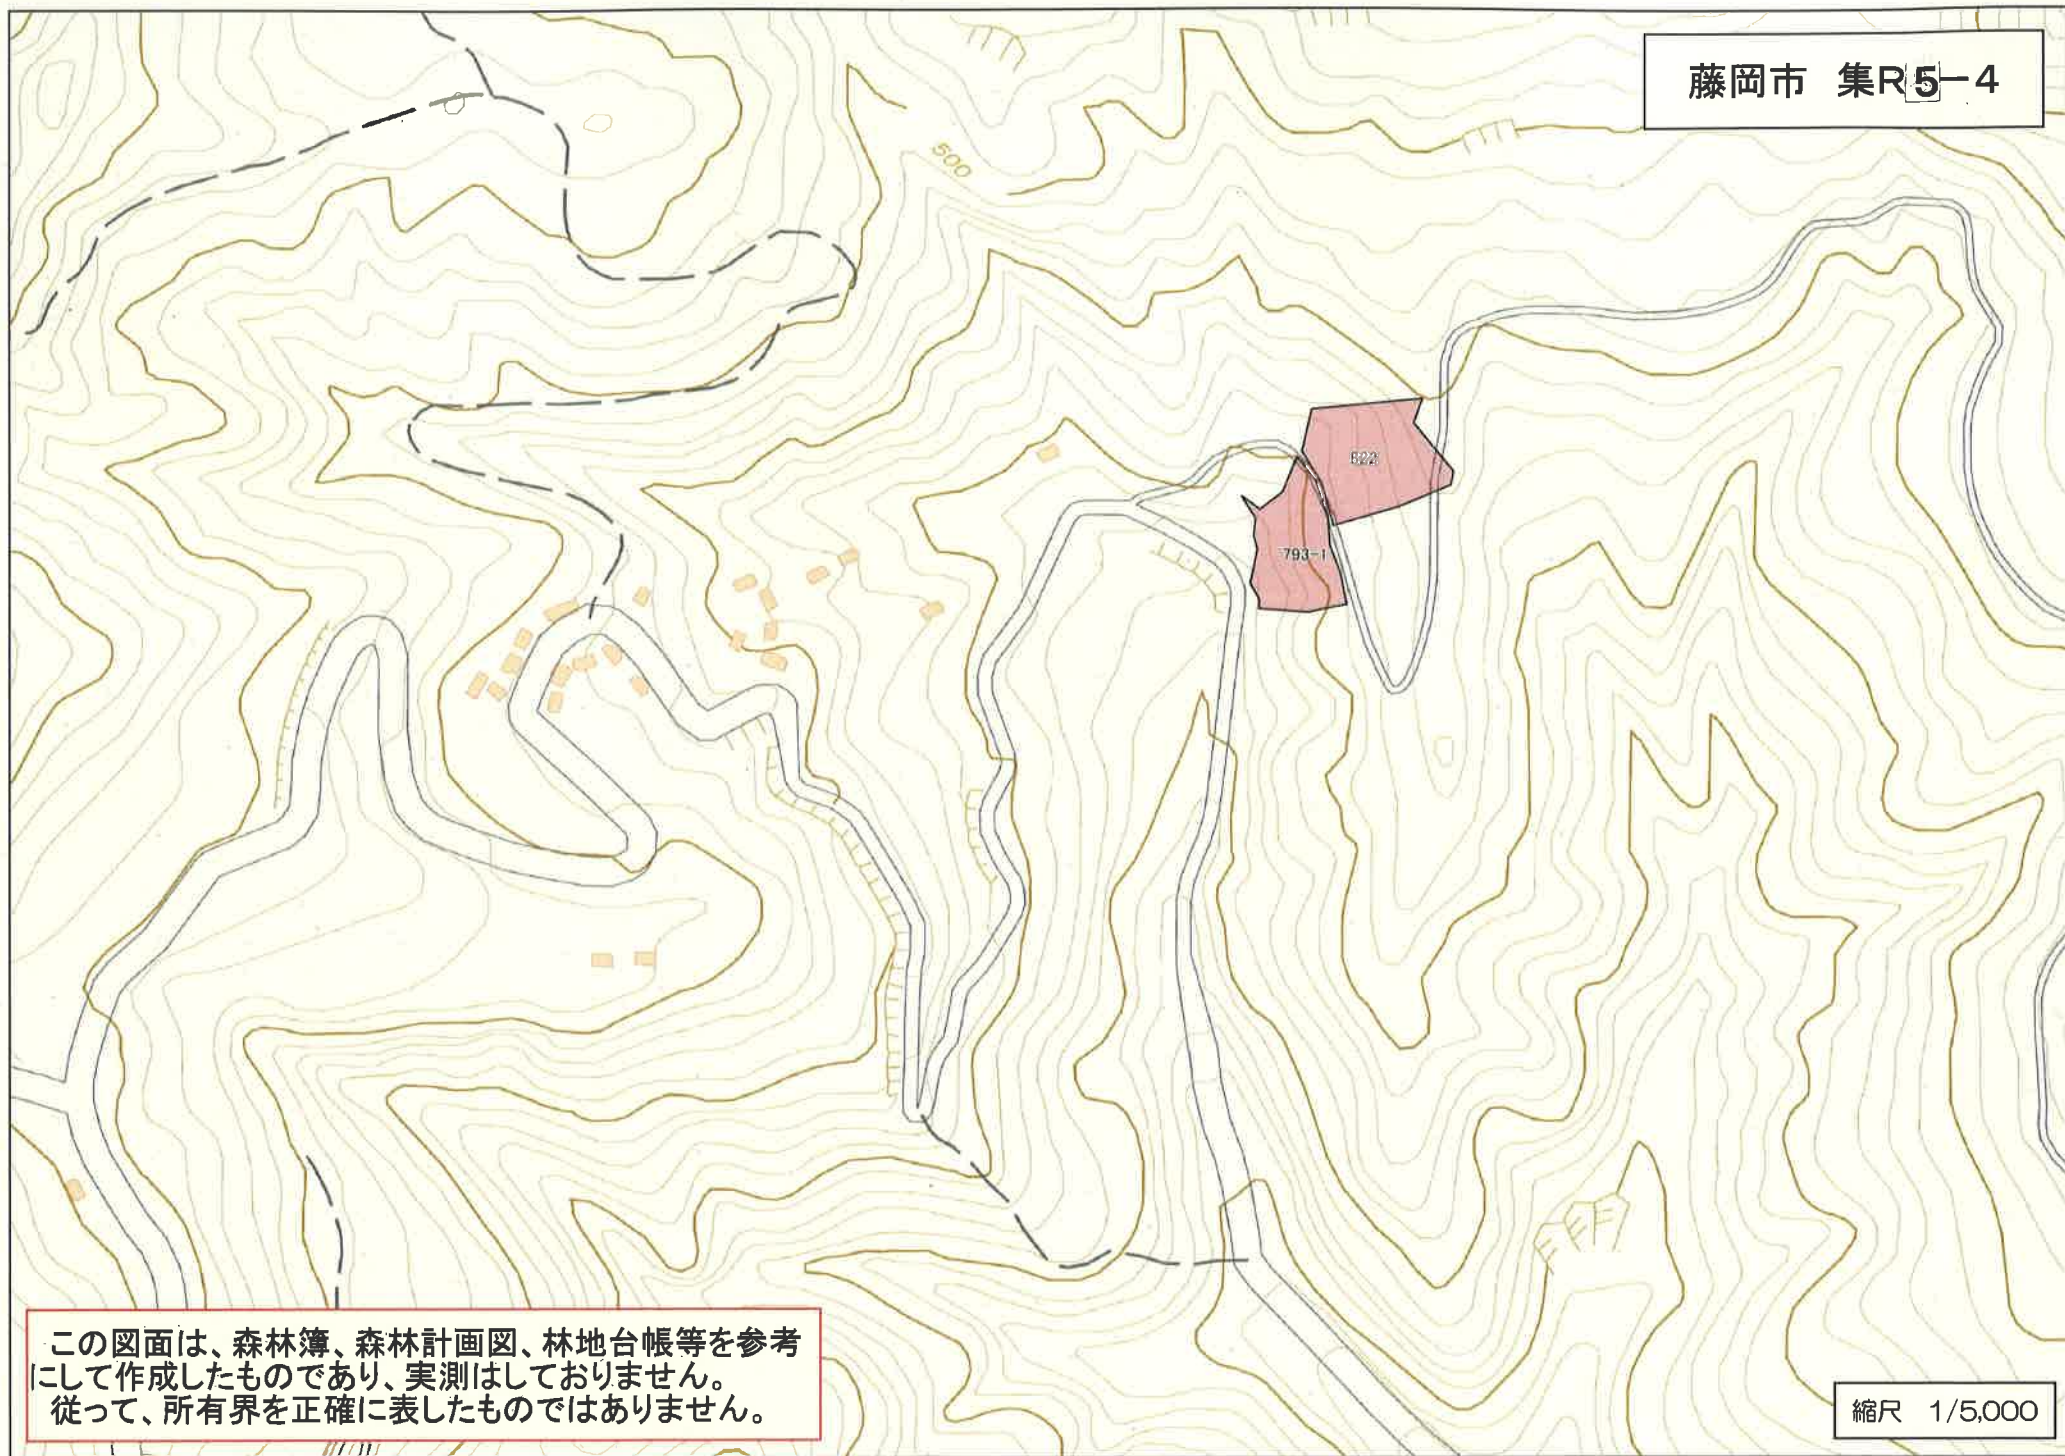 藤岡市 集R5-4
500
793-1
この図面は、森林簿、森林計画図、林地台帳等を参考
にして作成したものであり、実測はしておりません。
従って、所有界を正確に表したものではありません。
縮尺 1/5,000